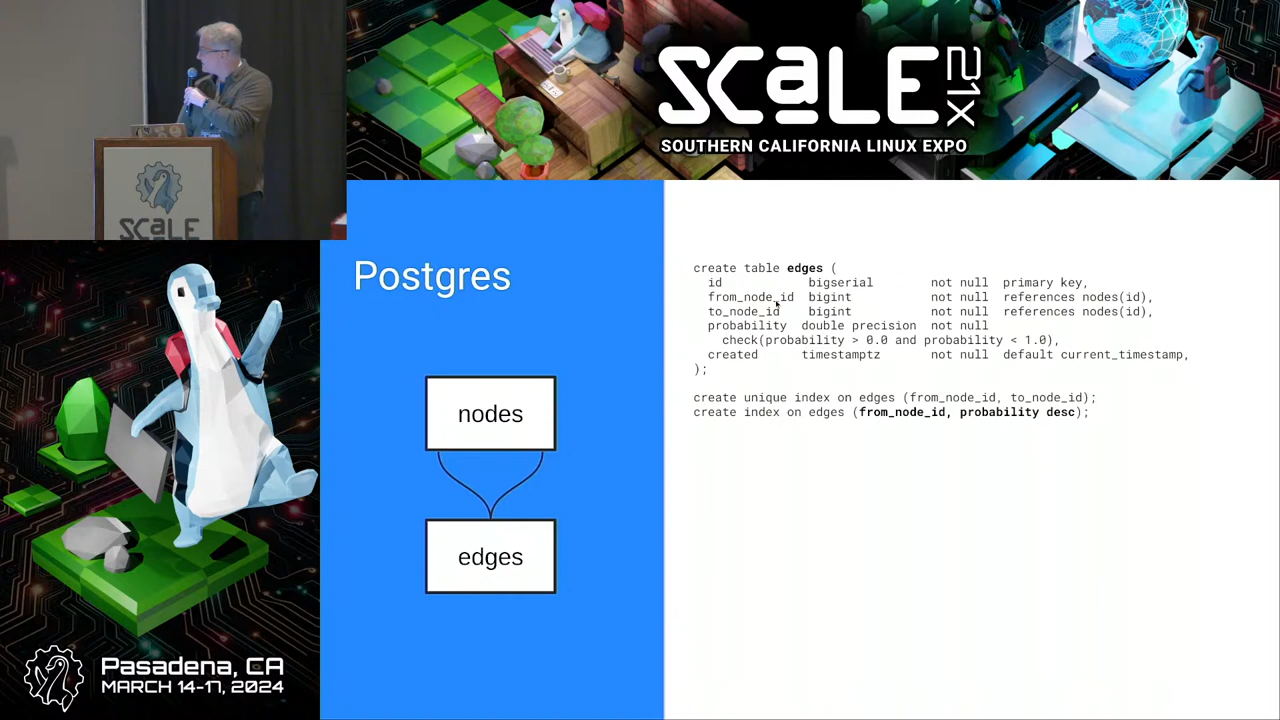 SCaLE 21X
SOUTHERN CALIFORNIA LINUX EXPO
SCaLE
Postgres
nodes
edges
create table edges (
id bigserial not null primary key,
from_node_id bigint not null references nodes(id),
to_node_id bigint not null references nodes(id),
probability double precision not null
check(probability > 0.0 and probability < 1.0),
created timestamptz not null default current_timestamp,
);
create unique index on edges (from_node_id, to_node_id);
create index on edges (from_node_id, probability desc);
Pasadena, CA
MARCH 14-17, 2024